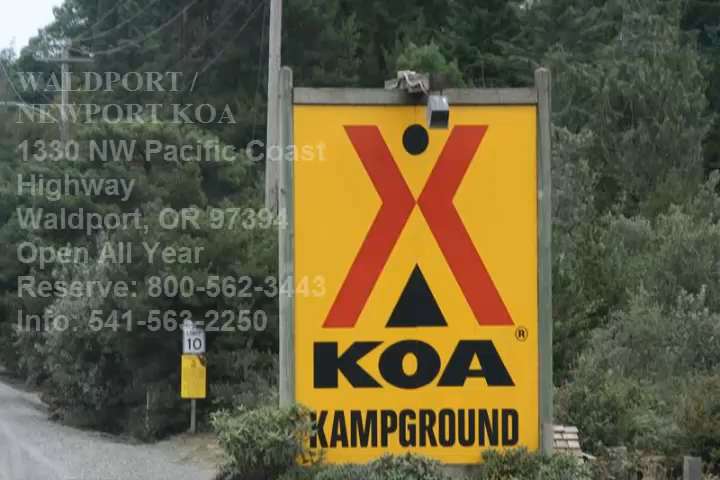 WALDPORT /
NEWPORT KOA
1330 NW Pacific Coast
Highway
Waldport, OR 97394
Open All Year
Reserve: 800-562-3443
Info: 541-563-2250
LIMIT
10
®
KOA
KAMPGROUND